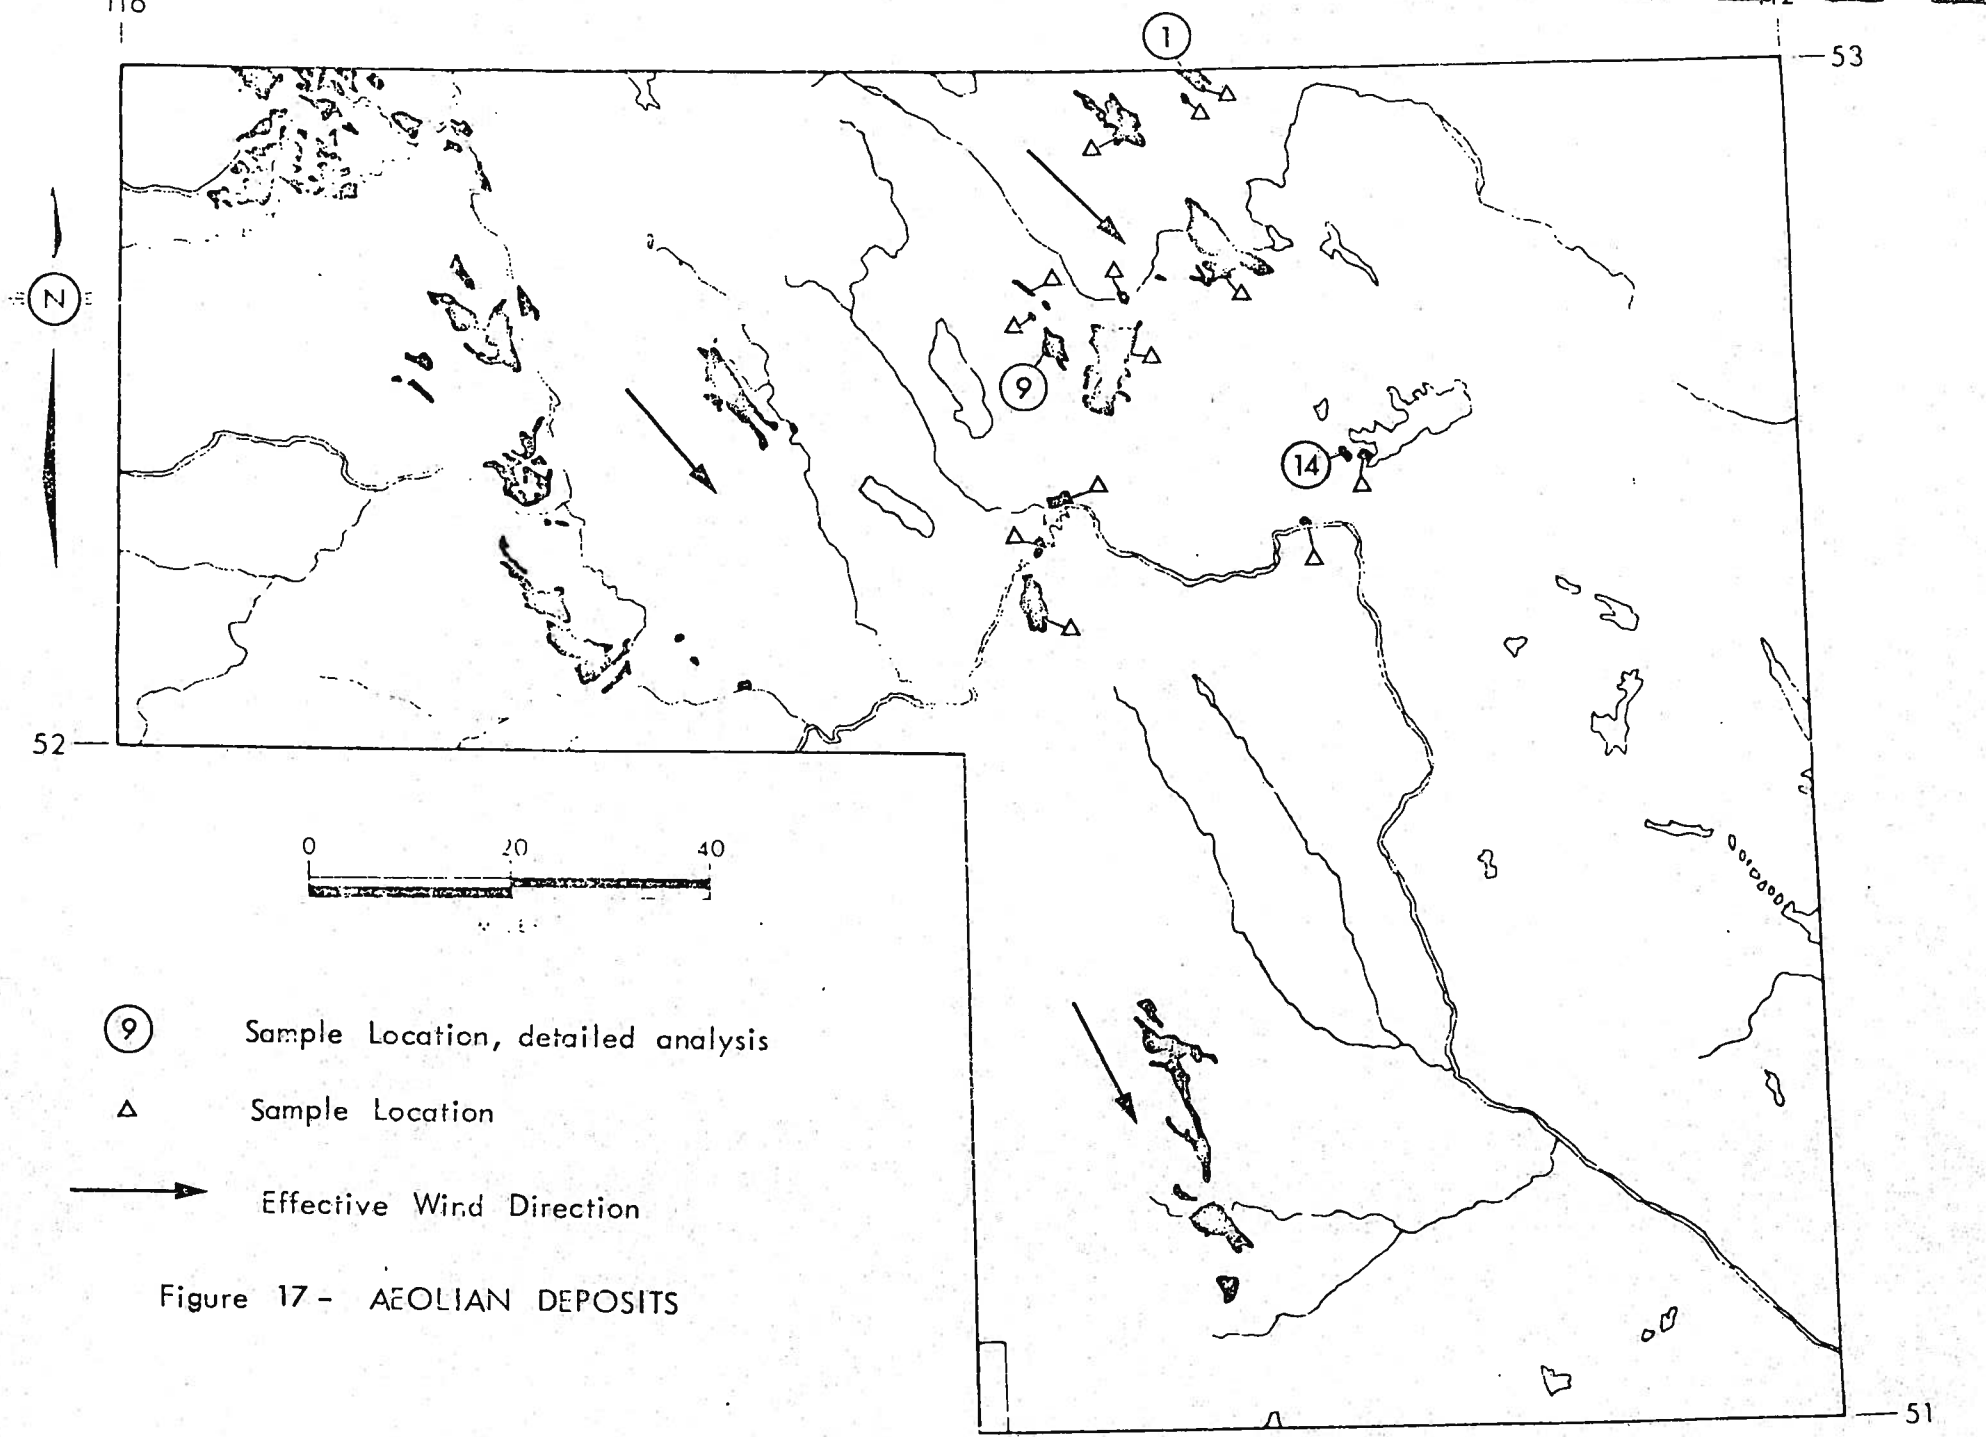 1
53
N
9
14
52
0 20 40
9 Sample Location, detailed analysis
Sample Location
Effective Wind Direction
Figure 17 - AEOLIAN DEPOSITS
51